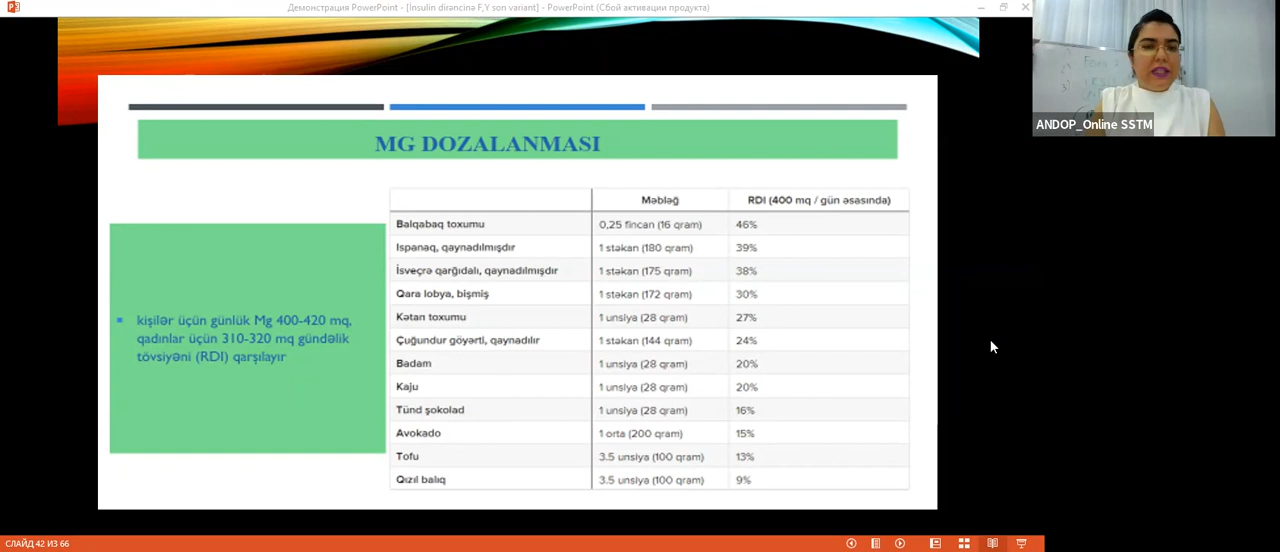 Демонстрация PowerPoint - [İnsulin dirəncinə F,Y son variant] - PowerPoint (Сбой активации продукта)
ANDOP_Online SSTM
MG DOZALANMASI
kişilər üçün günlük Mg 400-420 mq,
qadınlar üçün 310-320 mq gündəlik
tövsiyəni (RDI) qarşılayır
Məbləğ RDI (400 mq / gün əsasında)
Balqabaq toxumu 0,25 fincan (16 qram) 46%
Ispanaq, qaynadılmışdır 1 stəkan (180 qram) 39%
İsveçrə qarğıdalı, qaynadılmışdır 1 stəkan (175 qram) 38%
Qara lobya, bişmiş 1 stəkan (172 qram) 30%
Kətan toxumu 1 unsiya (28 qram) 27%
Çuğundur göyərti, qaynadılır 1 stəkan (144 qram) 24%
Badam 1 unsiya (28 qram) 20%
Kaju 1 unsiya (28 qram) 20%
Tünd şokolad 1 unsiya (28 qram) 16%
Avokado 1 orta (200 qram) 15%
Tofu 3.5 unsiya (100 qram) 13%
Qızıl balıq 3.5 unsiya (100 qram) 9%
СЛАЙД 42 ИЗ 66